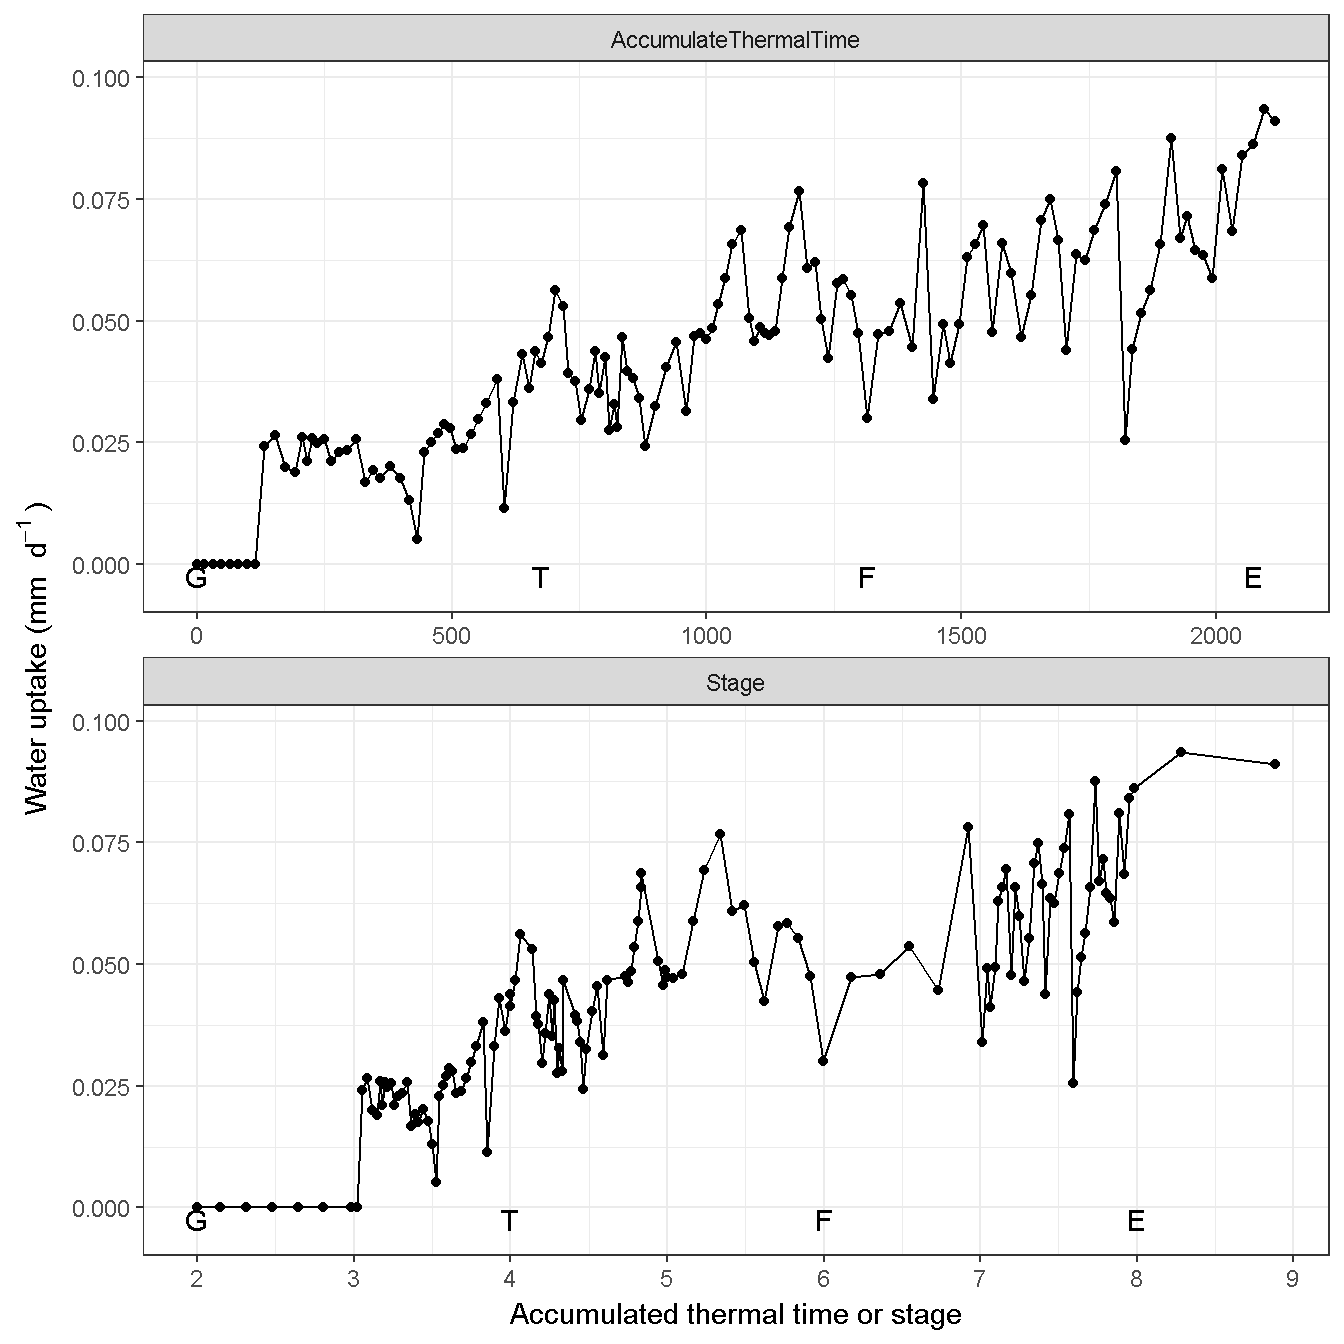 AccumulateThermalTime
0.100
0.075
0.050
0.025
0.000
G T F E
0 500 1000 1500 2000
Stage
0.100
0.075
0.050
0.025
0.000
G T F E
2 3 4 5 6 7 8 9
Accumulated thermal time or stage
Water uptake (mm d⁻¹)